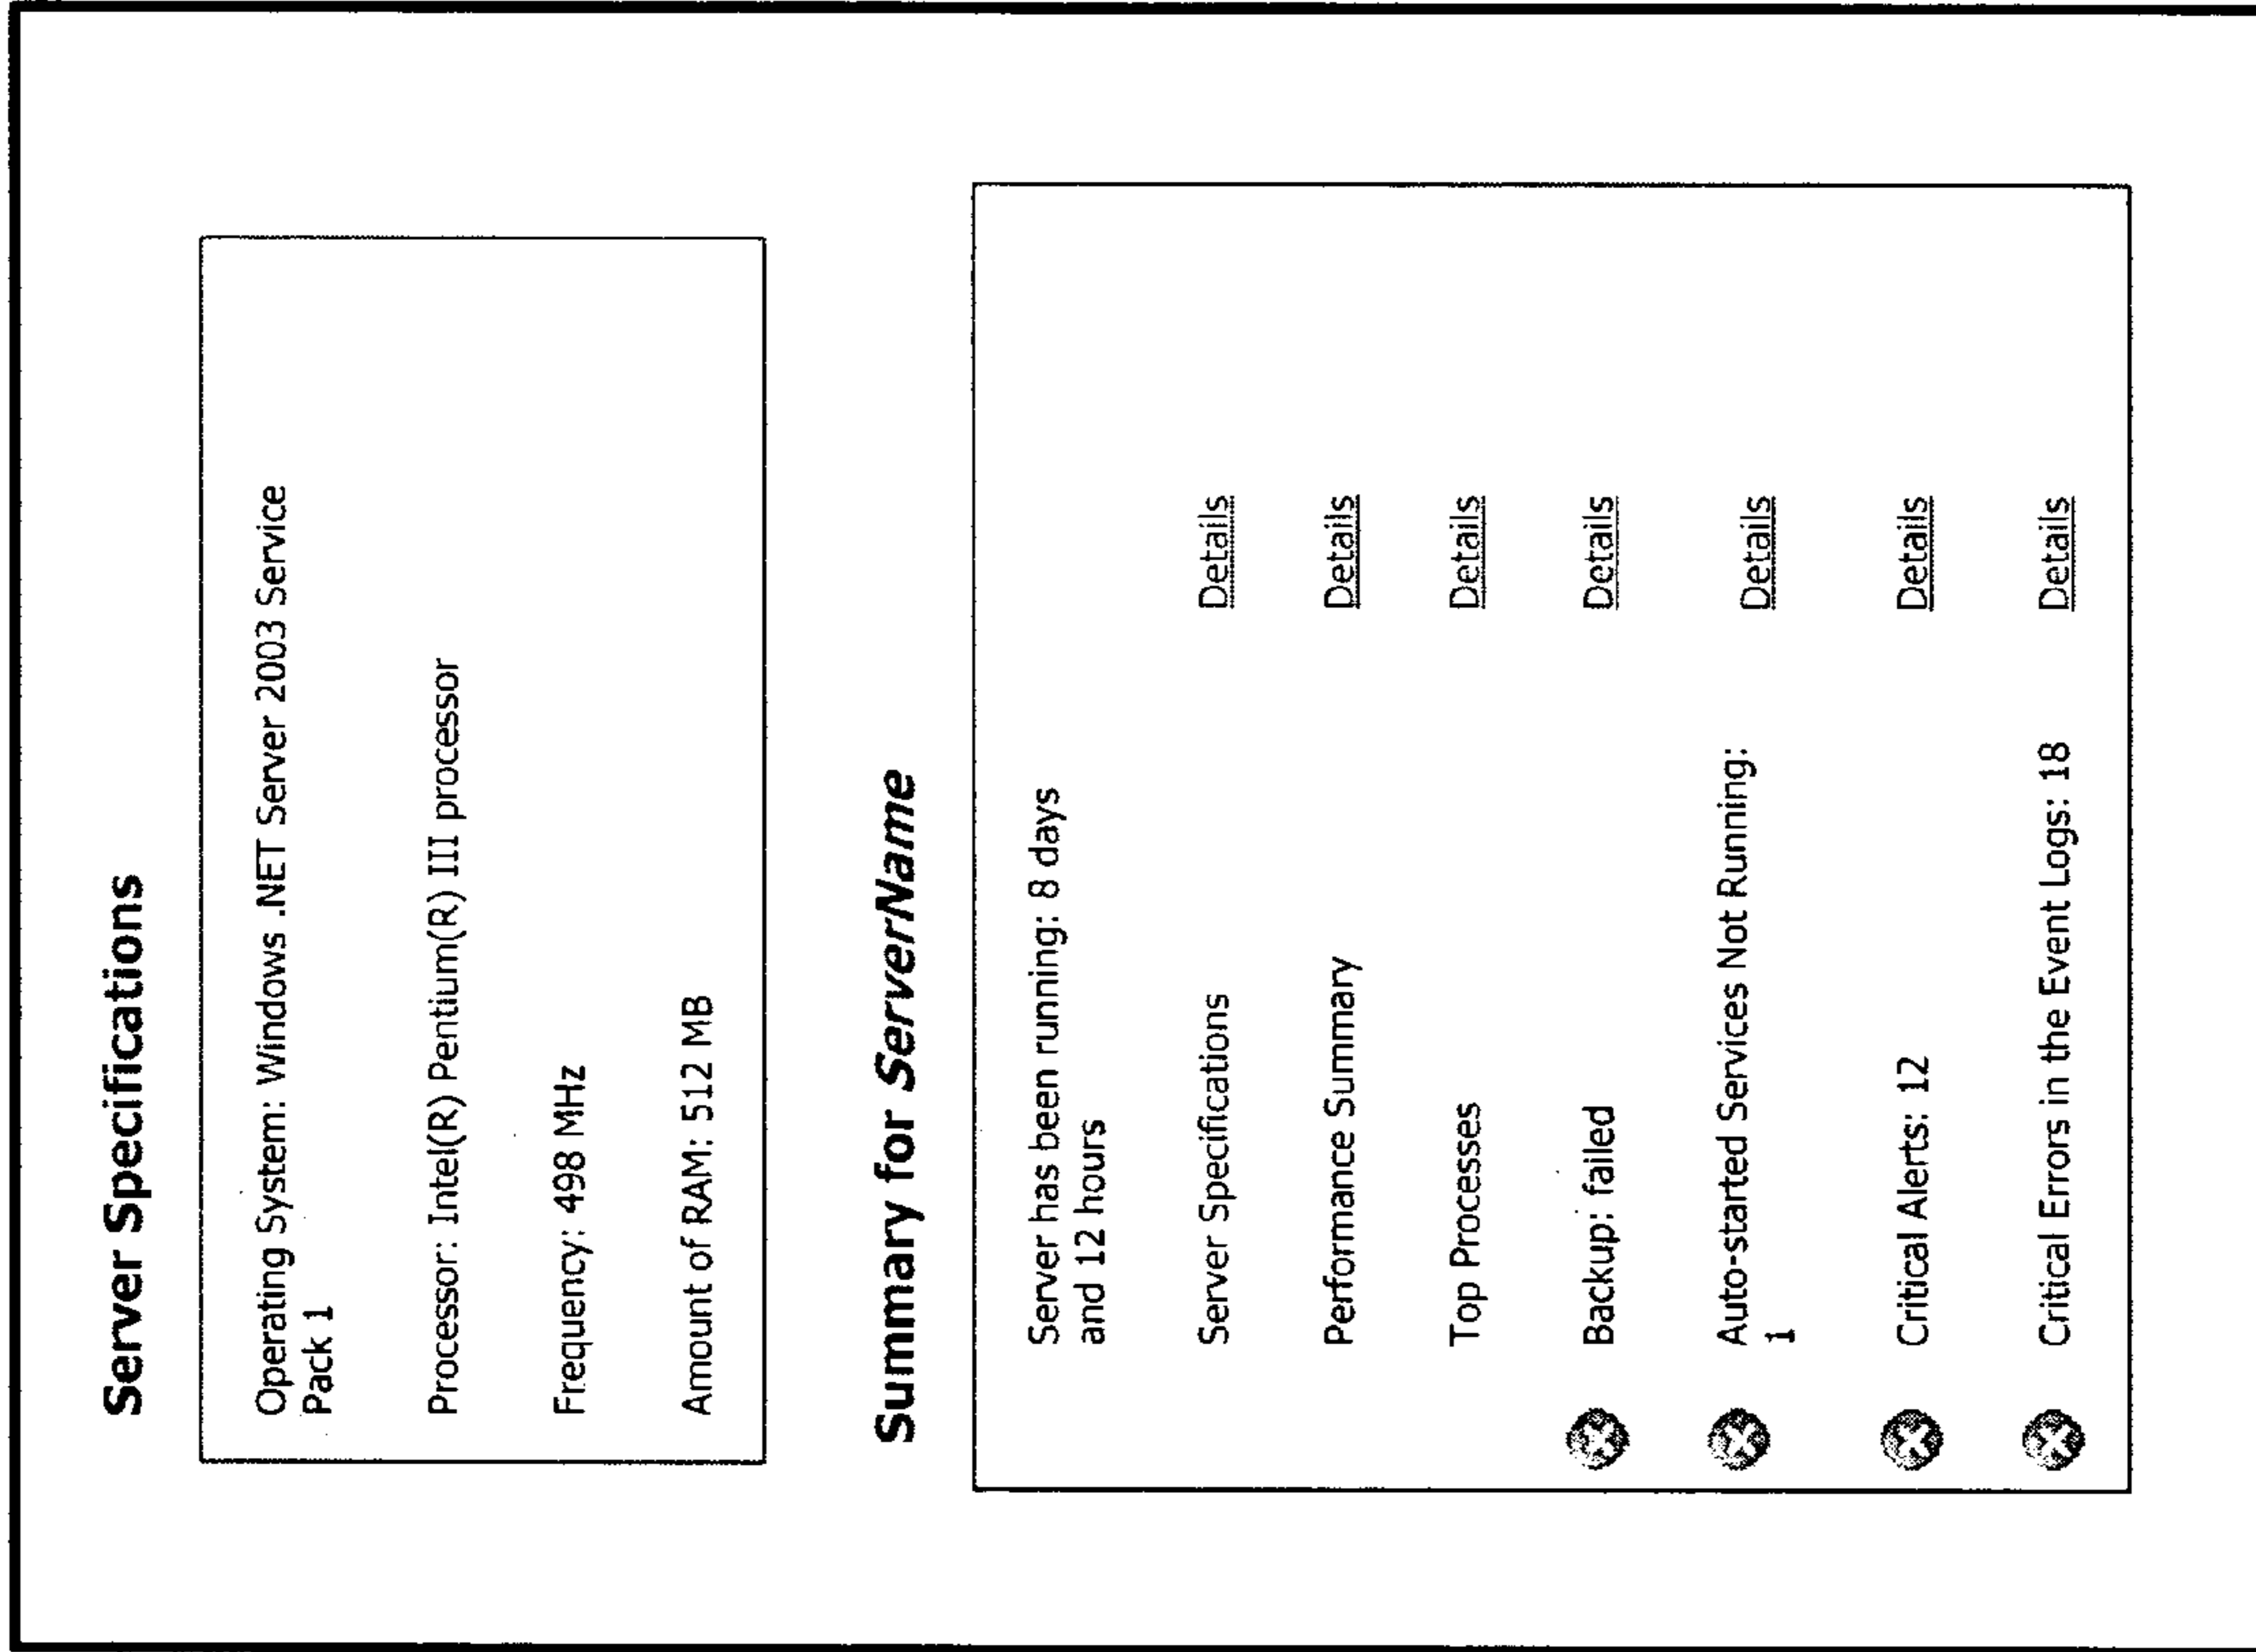 Server Specifications
Operating System: Windows .NET Server 2003 Service
Pack 1
Processor: Intel(R) Pentium(R) III processor
Frequency: 498 MHz
Amount of RAM: 512 MB
Summary for ServerName
Server has been running: 8 days
and 12 hours
Server Specifications Details
Performance Summary Details
Top Processes Details
Backup: failed Details
Auto-started Services Not Running:
1 Details
Critical Alerts: 12 Details
Critical Errors in the Event Logs: 18 Details